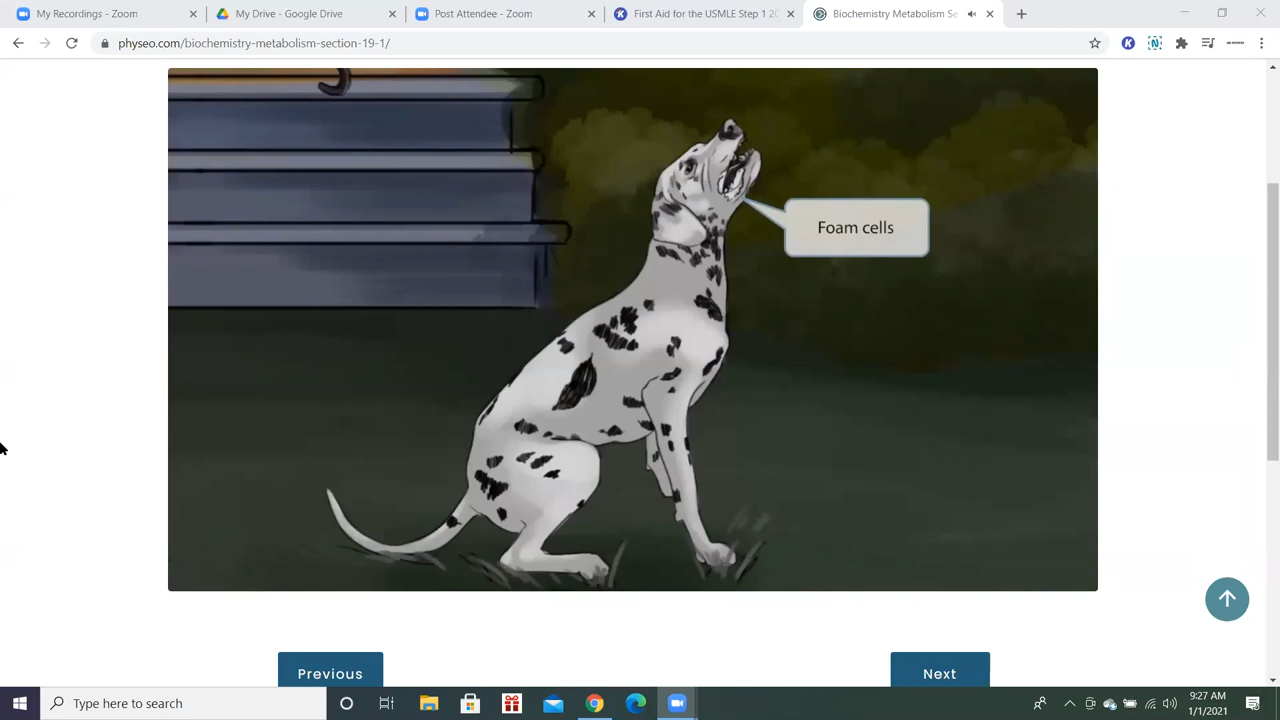 My Recordings - Zoom
My Drive - Google Drive
Post Attendee - Zoom
First Aid for the USMLE Step 1 20
Biochemistry Metabolism Se
physeo.com/biochemistry-metabolism-section-19-1/
Foam cells
Previous
Next
Type here to search
9:27 AM
1/1/2021